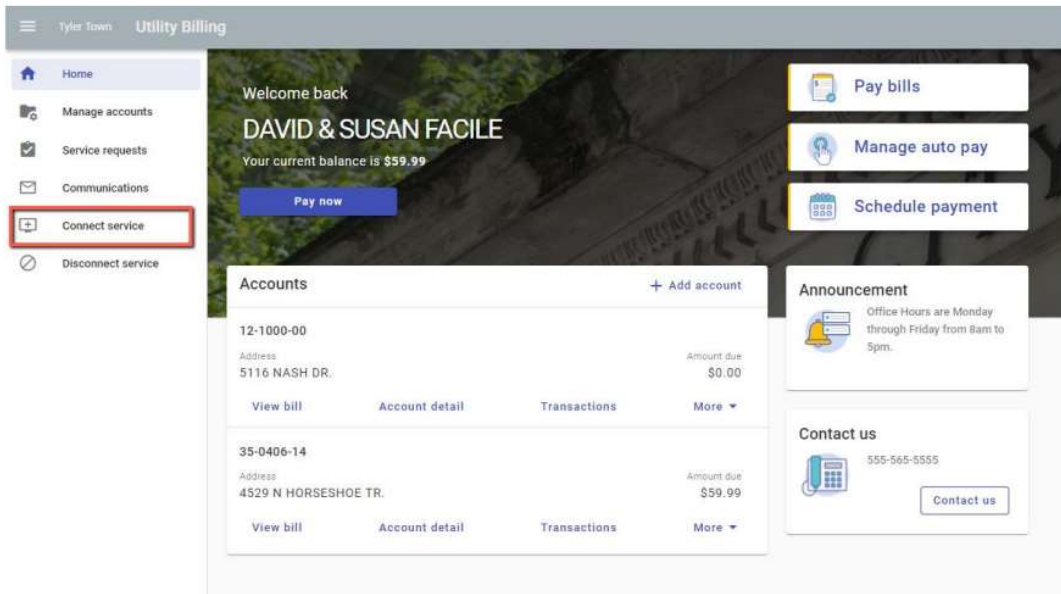 Tyler Town Utility Billing
Home
Manage accounts
Service requests
Communications
Connect service
Disconnect service
Welcome back
DAVID & SUSAN FACILE
Your current balance is $59.99
Pay now
Pay bills
Manage auto pay
Schedule payment
Accounts
+ Add account
12-1000-00
Address
Amount due
5116 NASH DR.
$0.00
View bill
Account detail
Transactions
More
35-0406-14
Address
Amount due
4529 N HORSESHOE TR.
$59.99
View bill
Account detail
Transactions
More
Announcement
Office Hours are Monday
through Friday from 8am to
5pm.
Contact us
555-565-5555
Contact us